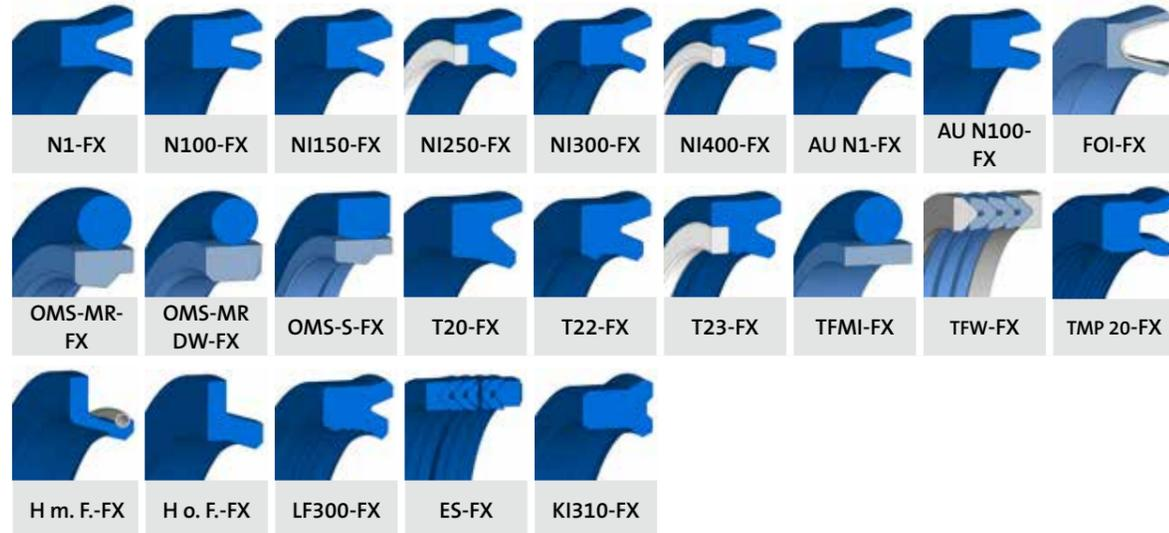 N1-FX
N100-FX
NI150-FX
NI250-FX
NI300-FX
NI400-FX
AU N1-FX
AU N100-
FX
FOI-FX
OMS-MR-
FX
OMS-MR
DW-FX
OMS-S-FX
T20-FX
T22-FX
T23-FX
TFMI-FX
TFW-FX
TMP 20-FX
H m. F.-FX
H o. F.-FX
LF300-FX
ES-FX
KI310-FX